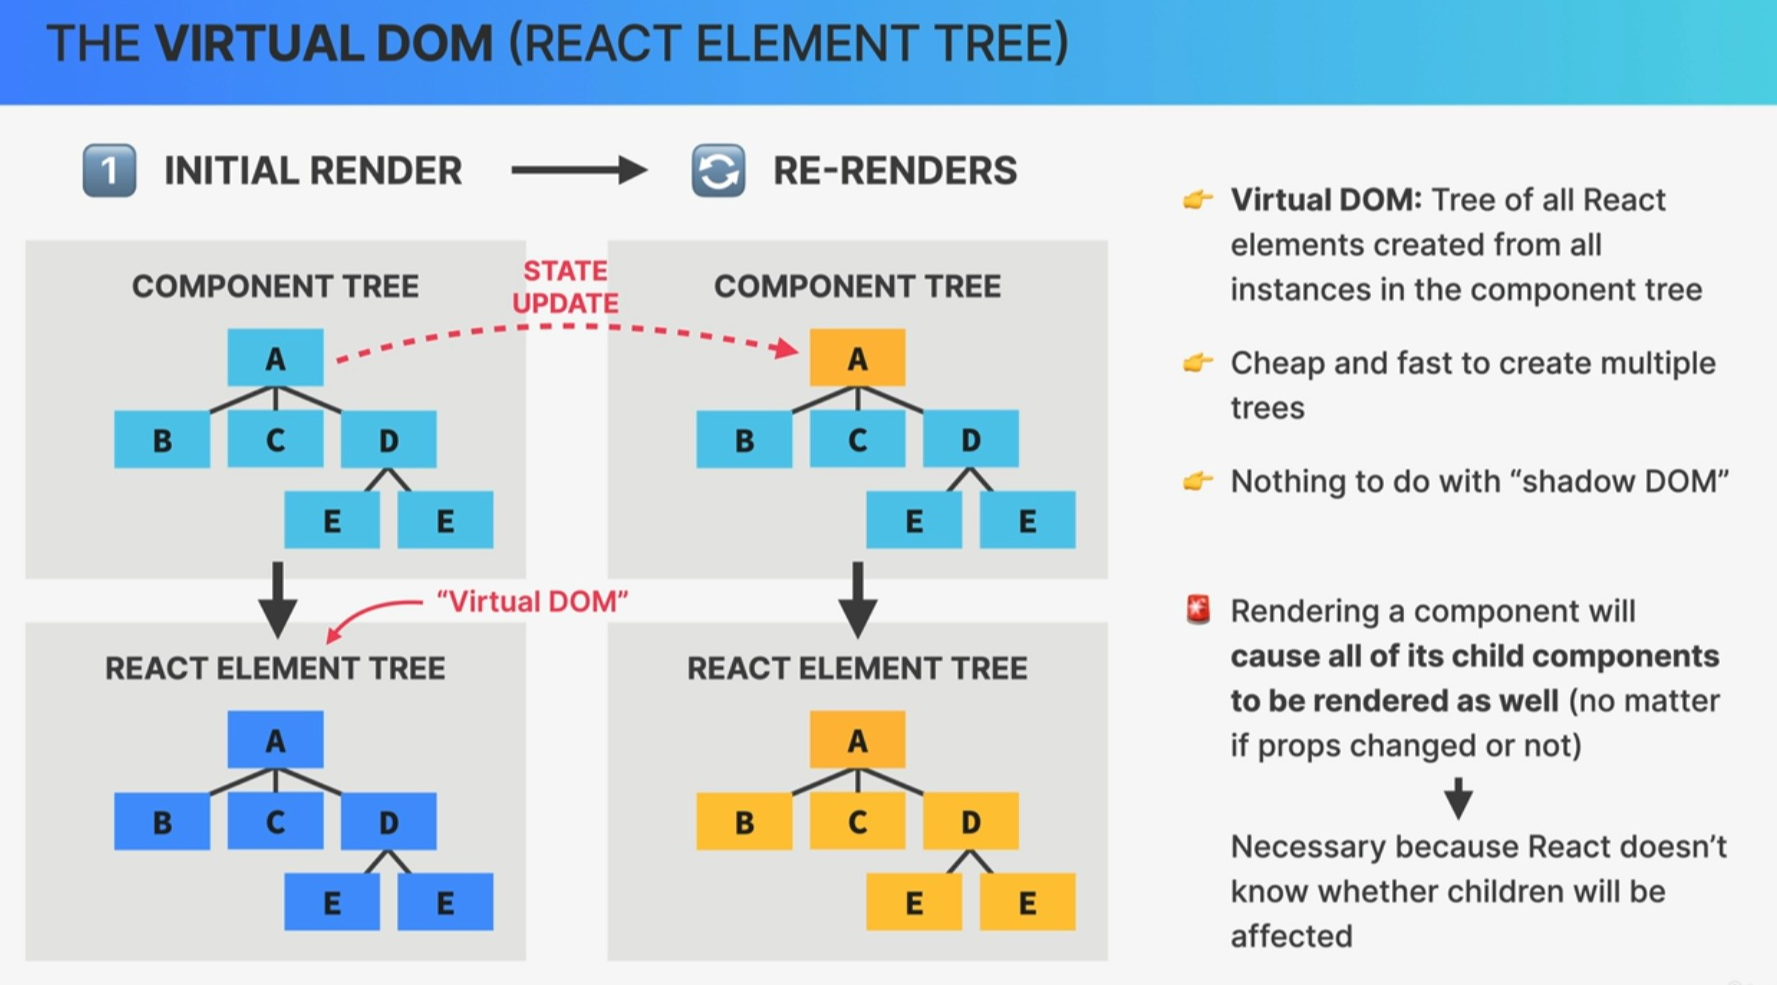 THE VIRTUAL DOM (REACT ELEMENT TREE)
1 INITIAL RENDER
RE-RENDERS
COMPONENT TREE
A
B C D
E E
STATE
UPDATE
COMPONENT TREE
A
B C D
E E
“Virtual DOM”
REACT ELEMENT TREE
A
B C D
E E
REACT ELEMENT TREE
A
B C D
E E
Virtual DOM: Tree of all React
elements created from all
instances in the component tree
Cheap and fast to create multiple
trees
Nothing to do with “shadow DOM”
Rendering a component will
cause all of its child components
to be rendered as well (no matter
if props changed or not)
Necessary because React doesn’t
know whether children will be
affected